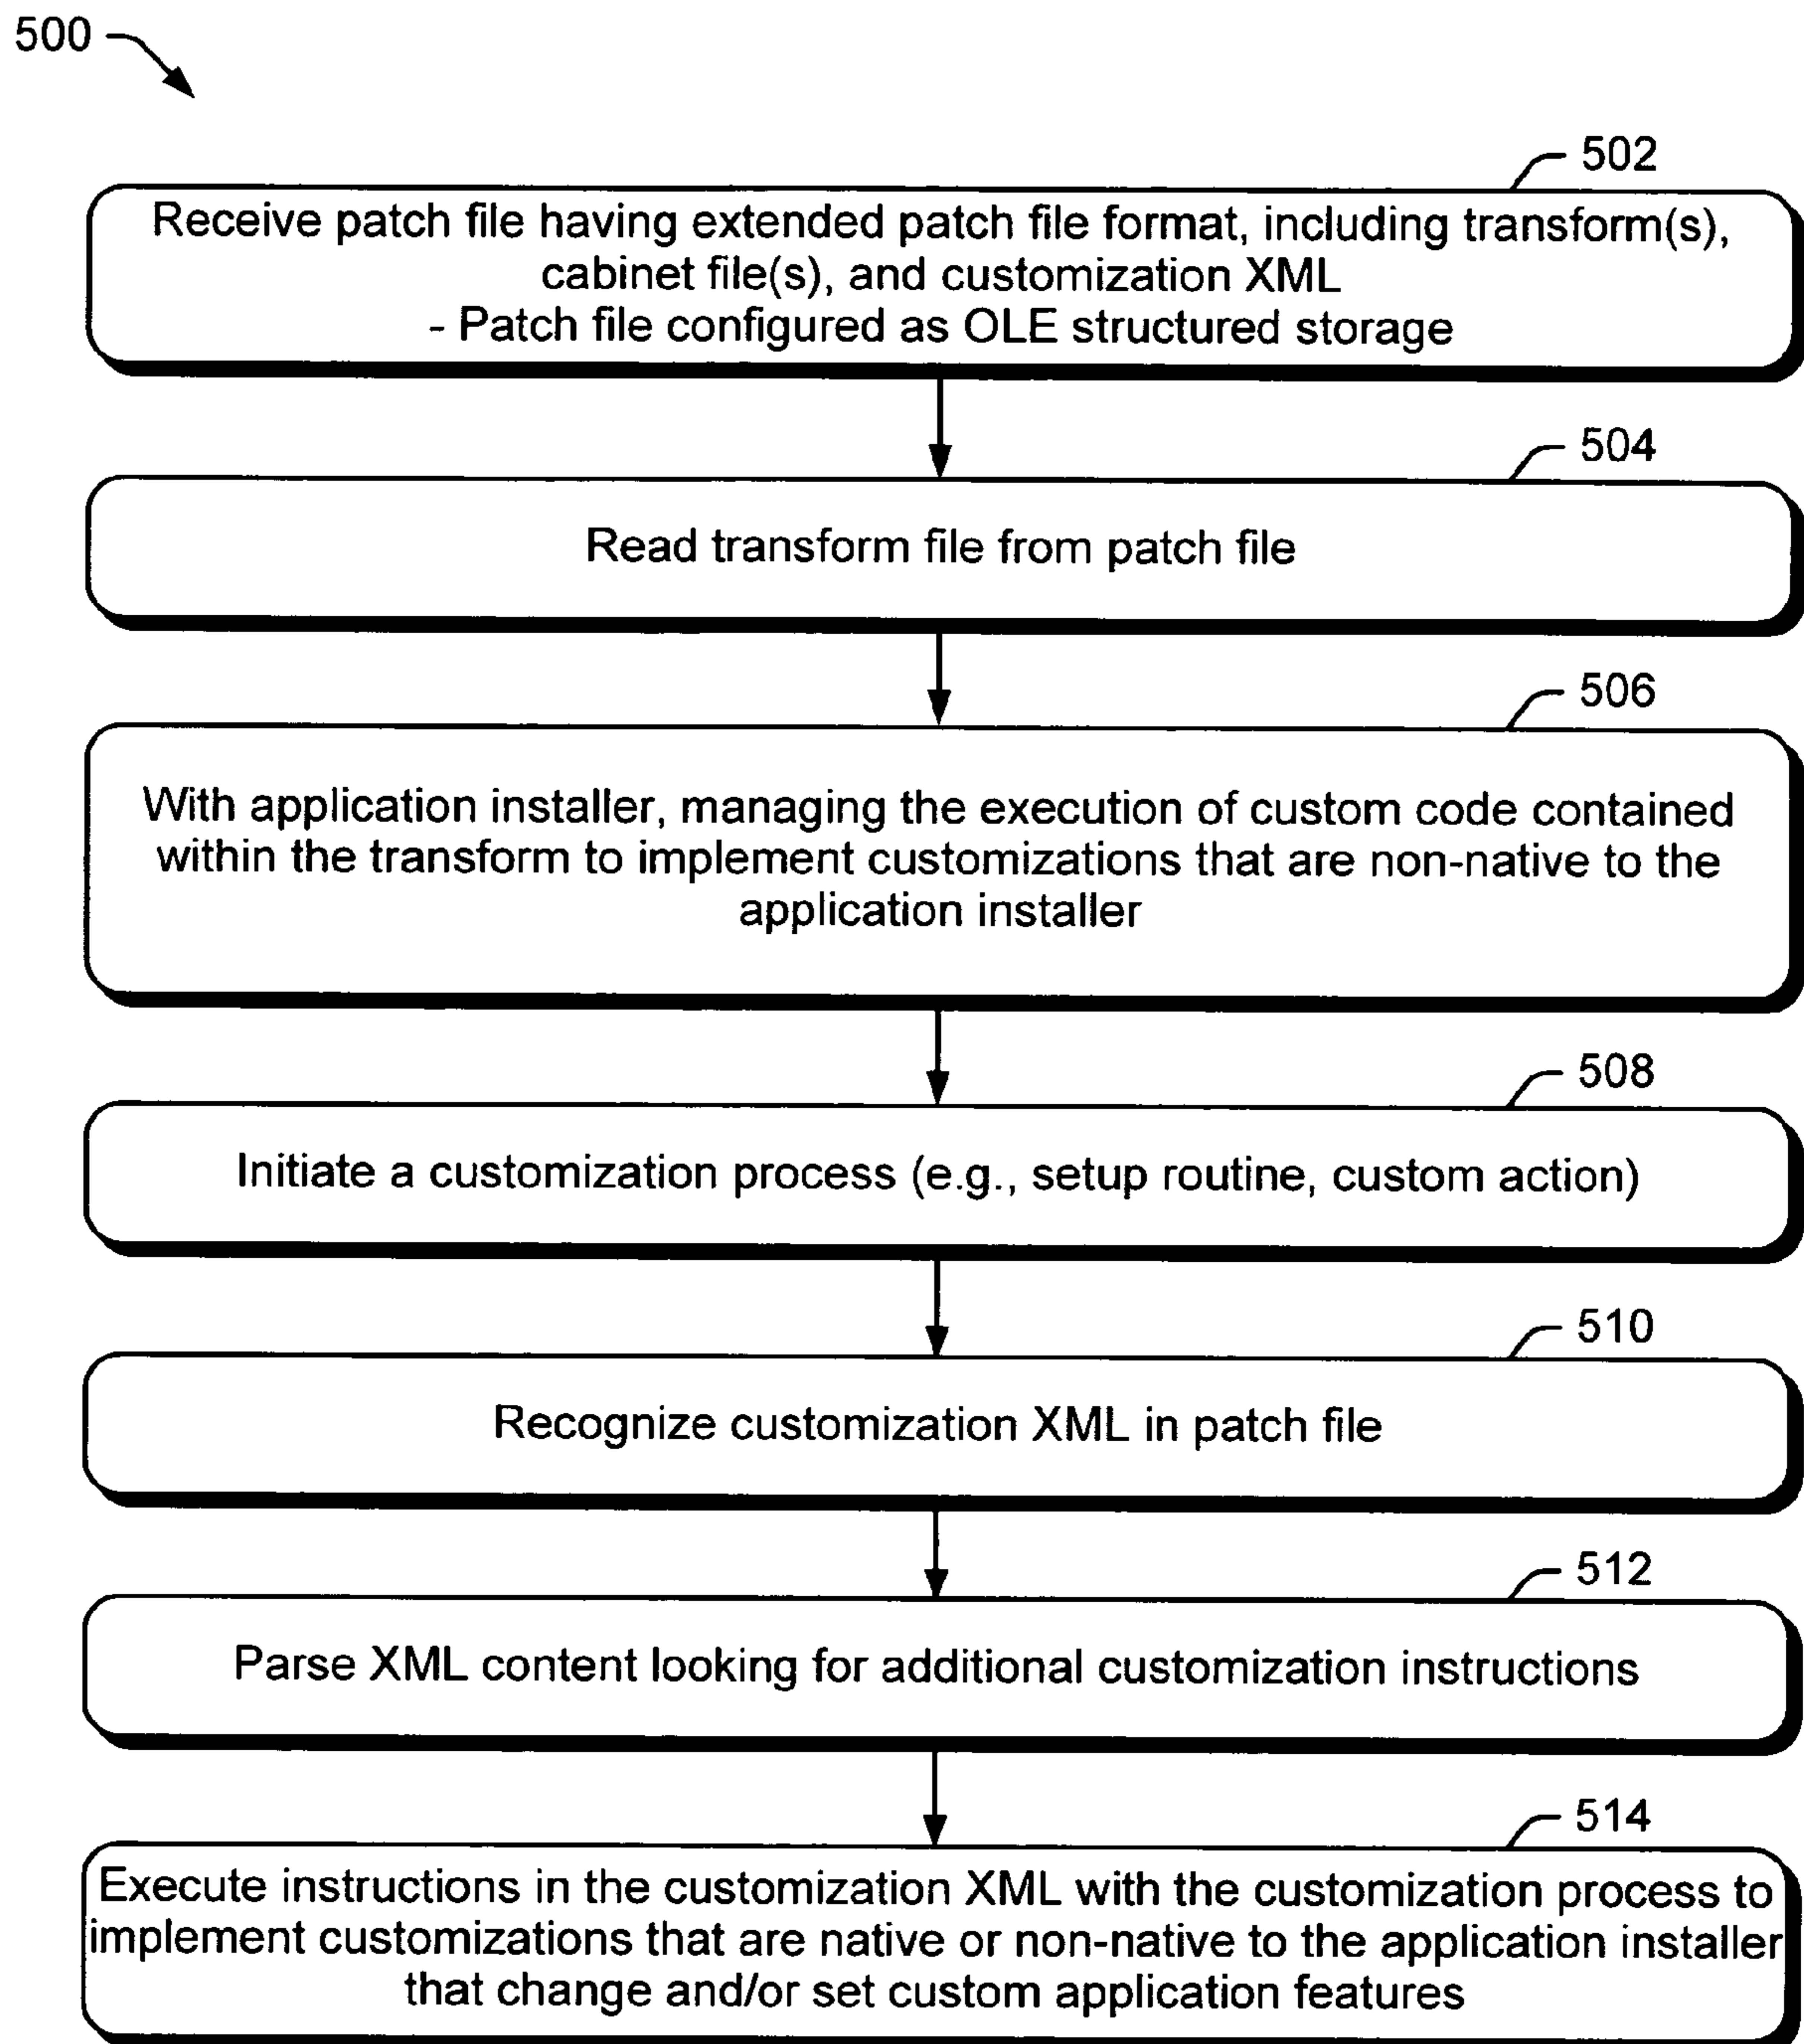 500
502
Receive patch file having extended patch file format, including transform(s),
cabinet file(s), and customization XML
- Patch file configured as OLE structured storage
504
Read transform file from patch file
506
With application installer, managing the execution of custom code contained
within the transform to implement customizations that are non-native to the
application installer
508
Initiate a customization process (e.g., setup routine, custom action)
510
Recognize customization XML in patch file
512
Parse XML content looking for additional customization instructions
514
Execute instructions in the customization XML with the customization process to
implement customizations that are native or non-native to the application installer
that change and/or set custom application features